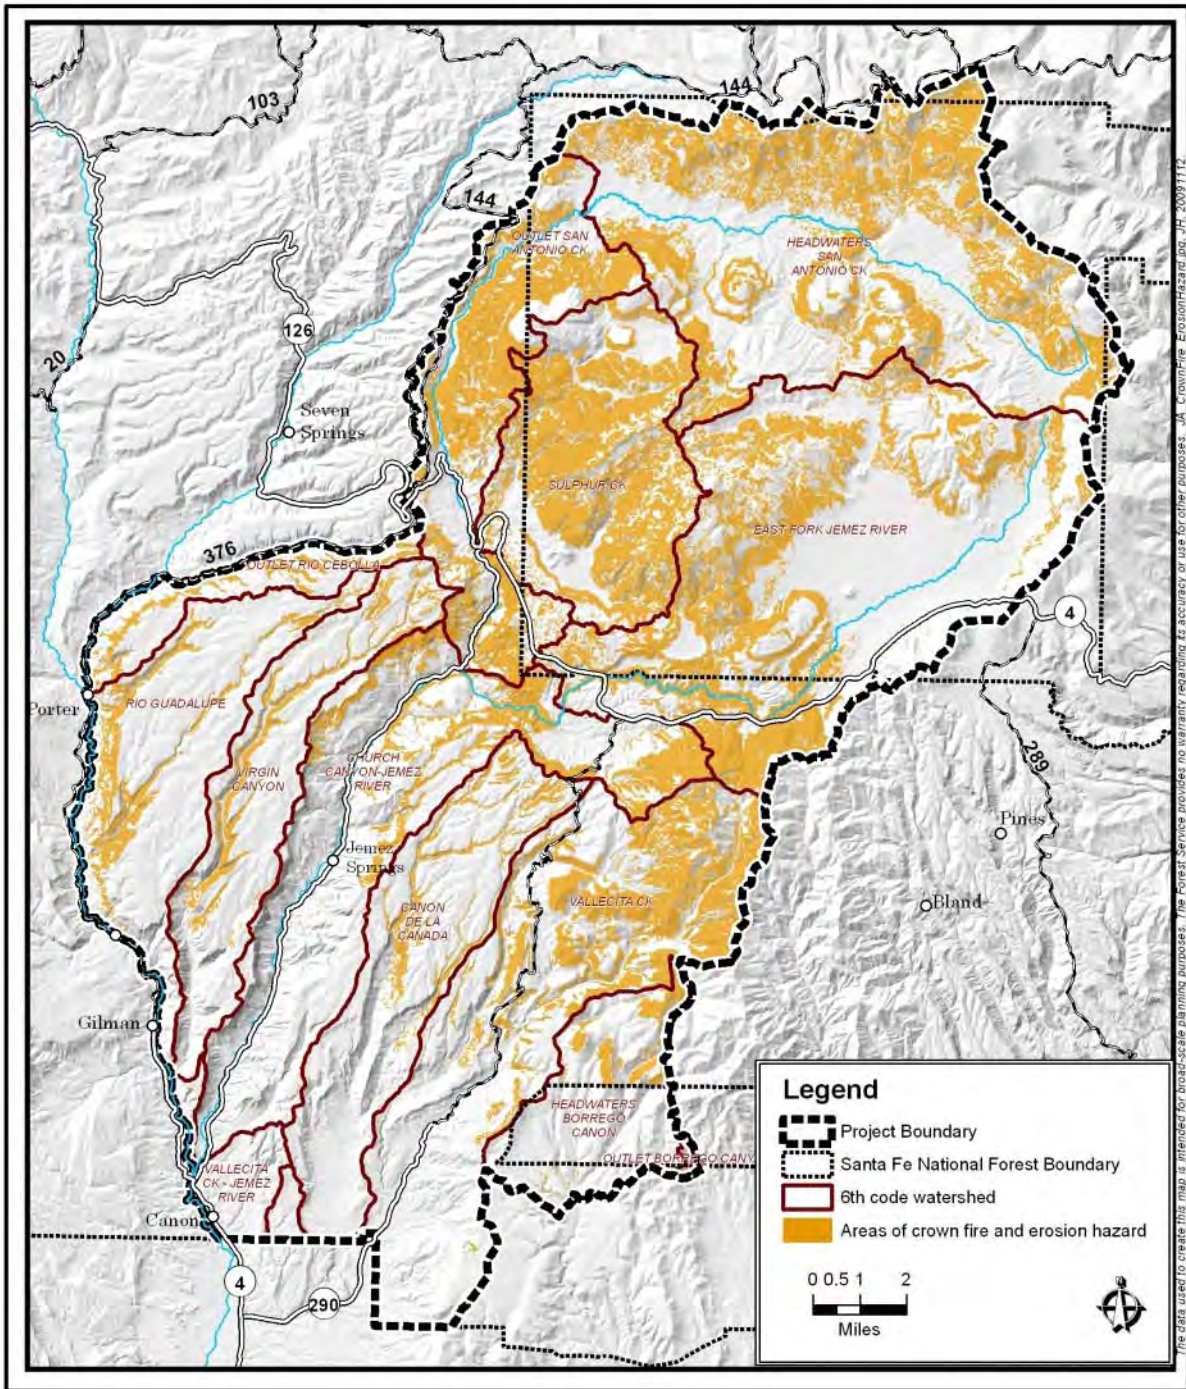 103
144
144
OUTLET SAN
ANTONIO CK
HEADWATERS
SAN
ANTONIO CK
126
20
Seven
Springs
SULPHUR CK
EAST FORK JEMEZ RIVER
376
OUTLET RIO CEBOLLA
4
Porter
RIO GUADALUPE
VIRGIN
CANYON
CHURCH
CANYON-JEMEZ
RIVER
289
Pines
Jemez
Springs
Bland
CANON
DE LA
CANADA
VALLECITA CK
Gilman
HEADWATERS
BORREGO
CANON
OUTLET BORREGO CANY
VALLECITA
CK - JEMEZ
RIVER
Canon
4
290
Legend
Project Boundary
Santa Fe National Forest Boundary
6th code watershed
Areas of crown fire and erosion hazard
0 0.5 1 2
Miles
The data used to create this map is intended for broad-scale planning purposes. The Forest Service provides no warranty regarding its accuracy or use for other purposes. JA CrownFire_ErosionHazard.jpg, JH, 20091112